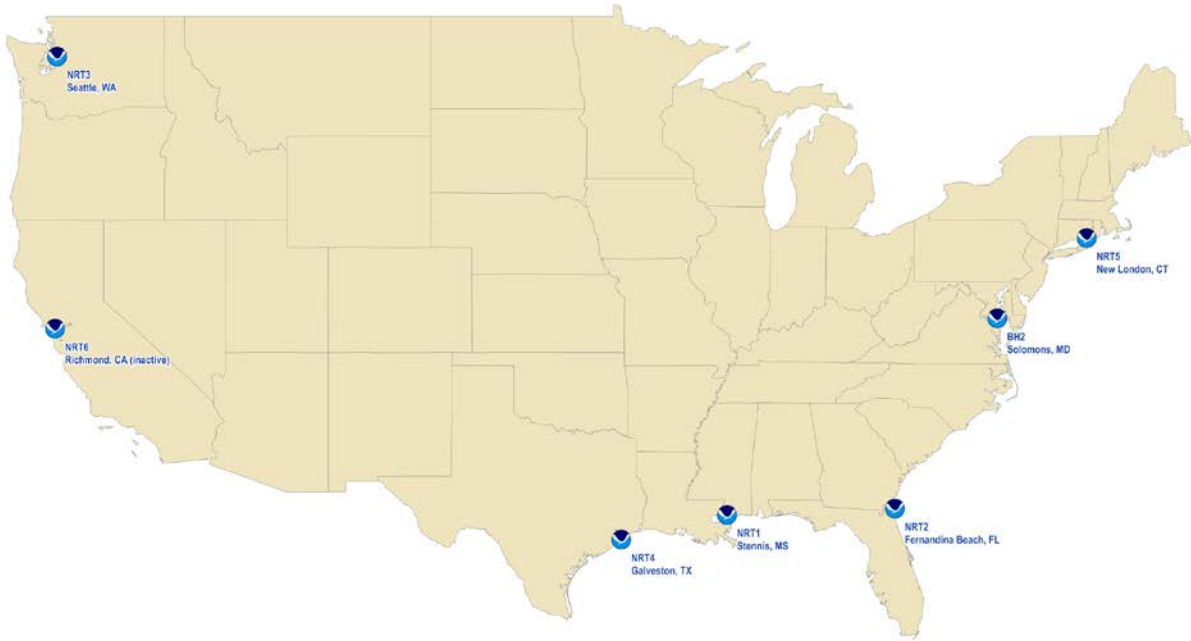 NRT3
Seattle, WA
NRT5
New London, CT
BH2
Solomons, MD
NRT6
Richmond, CA (inactive)
NRT1
Stennis, MS
NRT2
Fernandina Beach, FL
NRT4
Galveston, TX